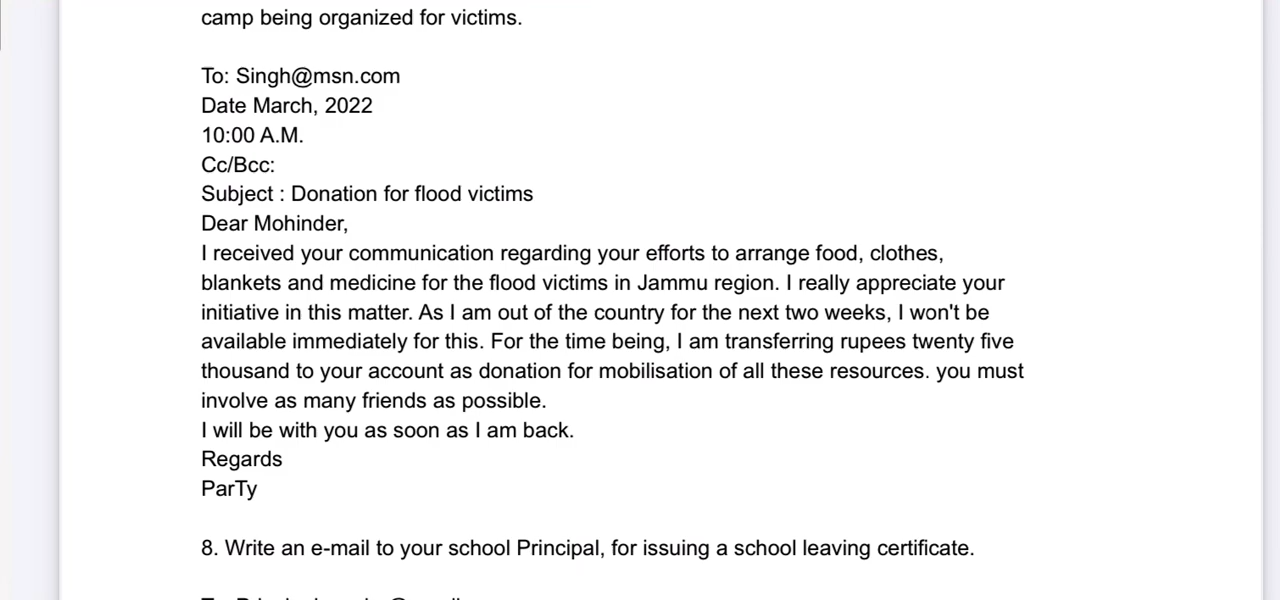 camp being organized for victims.
To: Singh@msn.com
Date March, 2022
10:00 A.M.
Cc/Bcc:
Subject : Donation for flood victims
Dear Mohinder,
I received your communication regarding your efforts to arrange food, clothes,
blankets and medicine for the flood victims in Jammu region. I really appreciate your
initiative in this matter. As I am out of the country for the next two weeks, I won't be
available immediately for this. For the time being, I am transferring rupees twenty five
thousand to your account as donation for mobilisation of all these resources. you must
involve as many friends as possible.
I will be with you as soon as I am back.
Regards
ParTy
8. Write an e-mail to your school Principal, for issuing a school leaving certificate.